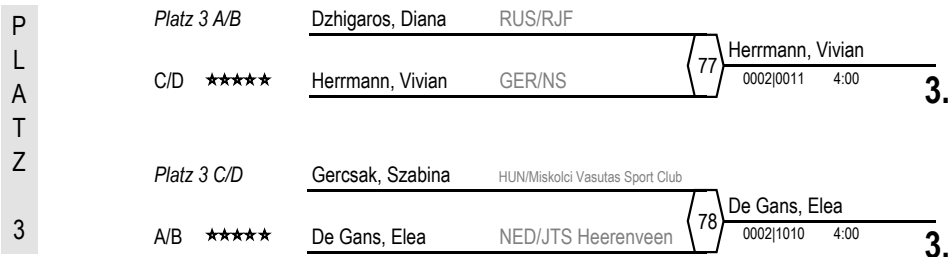 PLATZ 3
Platz 3 A/B Dzhigaros, Diana RUS/RJF
77 Herrmann, Vivian
C/D ★★★★★ Herrmann, Vivian GER/NS
0002|0011 4:00 3.
Platz 3 C/D Gercsak, Szabina HUN/Miskolci Vasutas Sport Club
78 De Gans, Elea
A/B ★★★★★ De Gans, Elea NED/JTS Heerenveen
0002|1010 4:00 3.